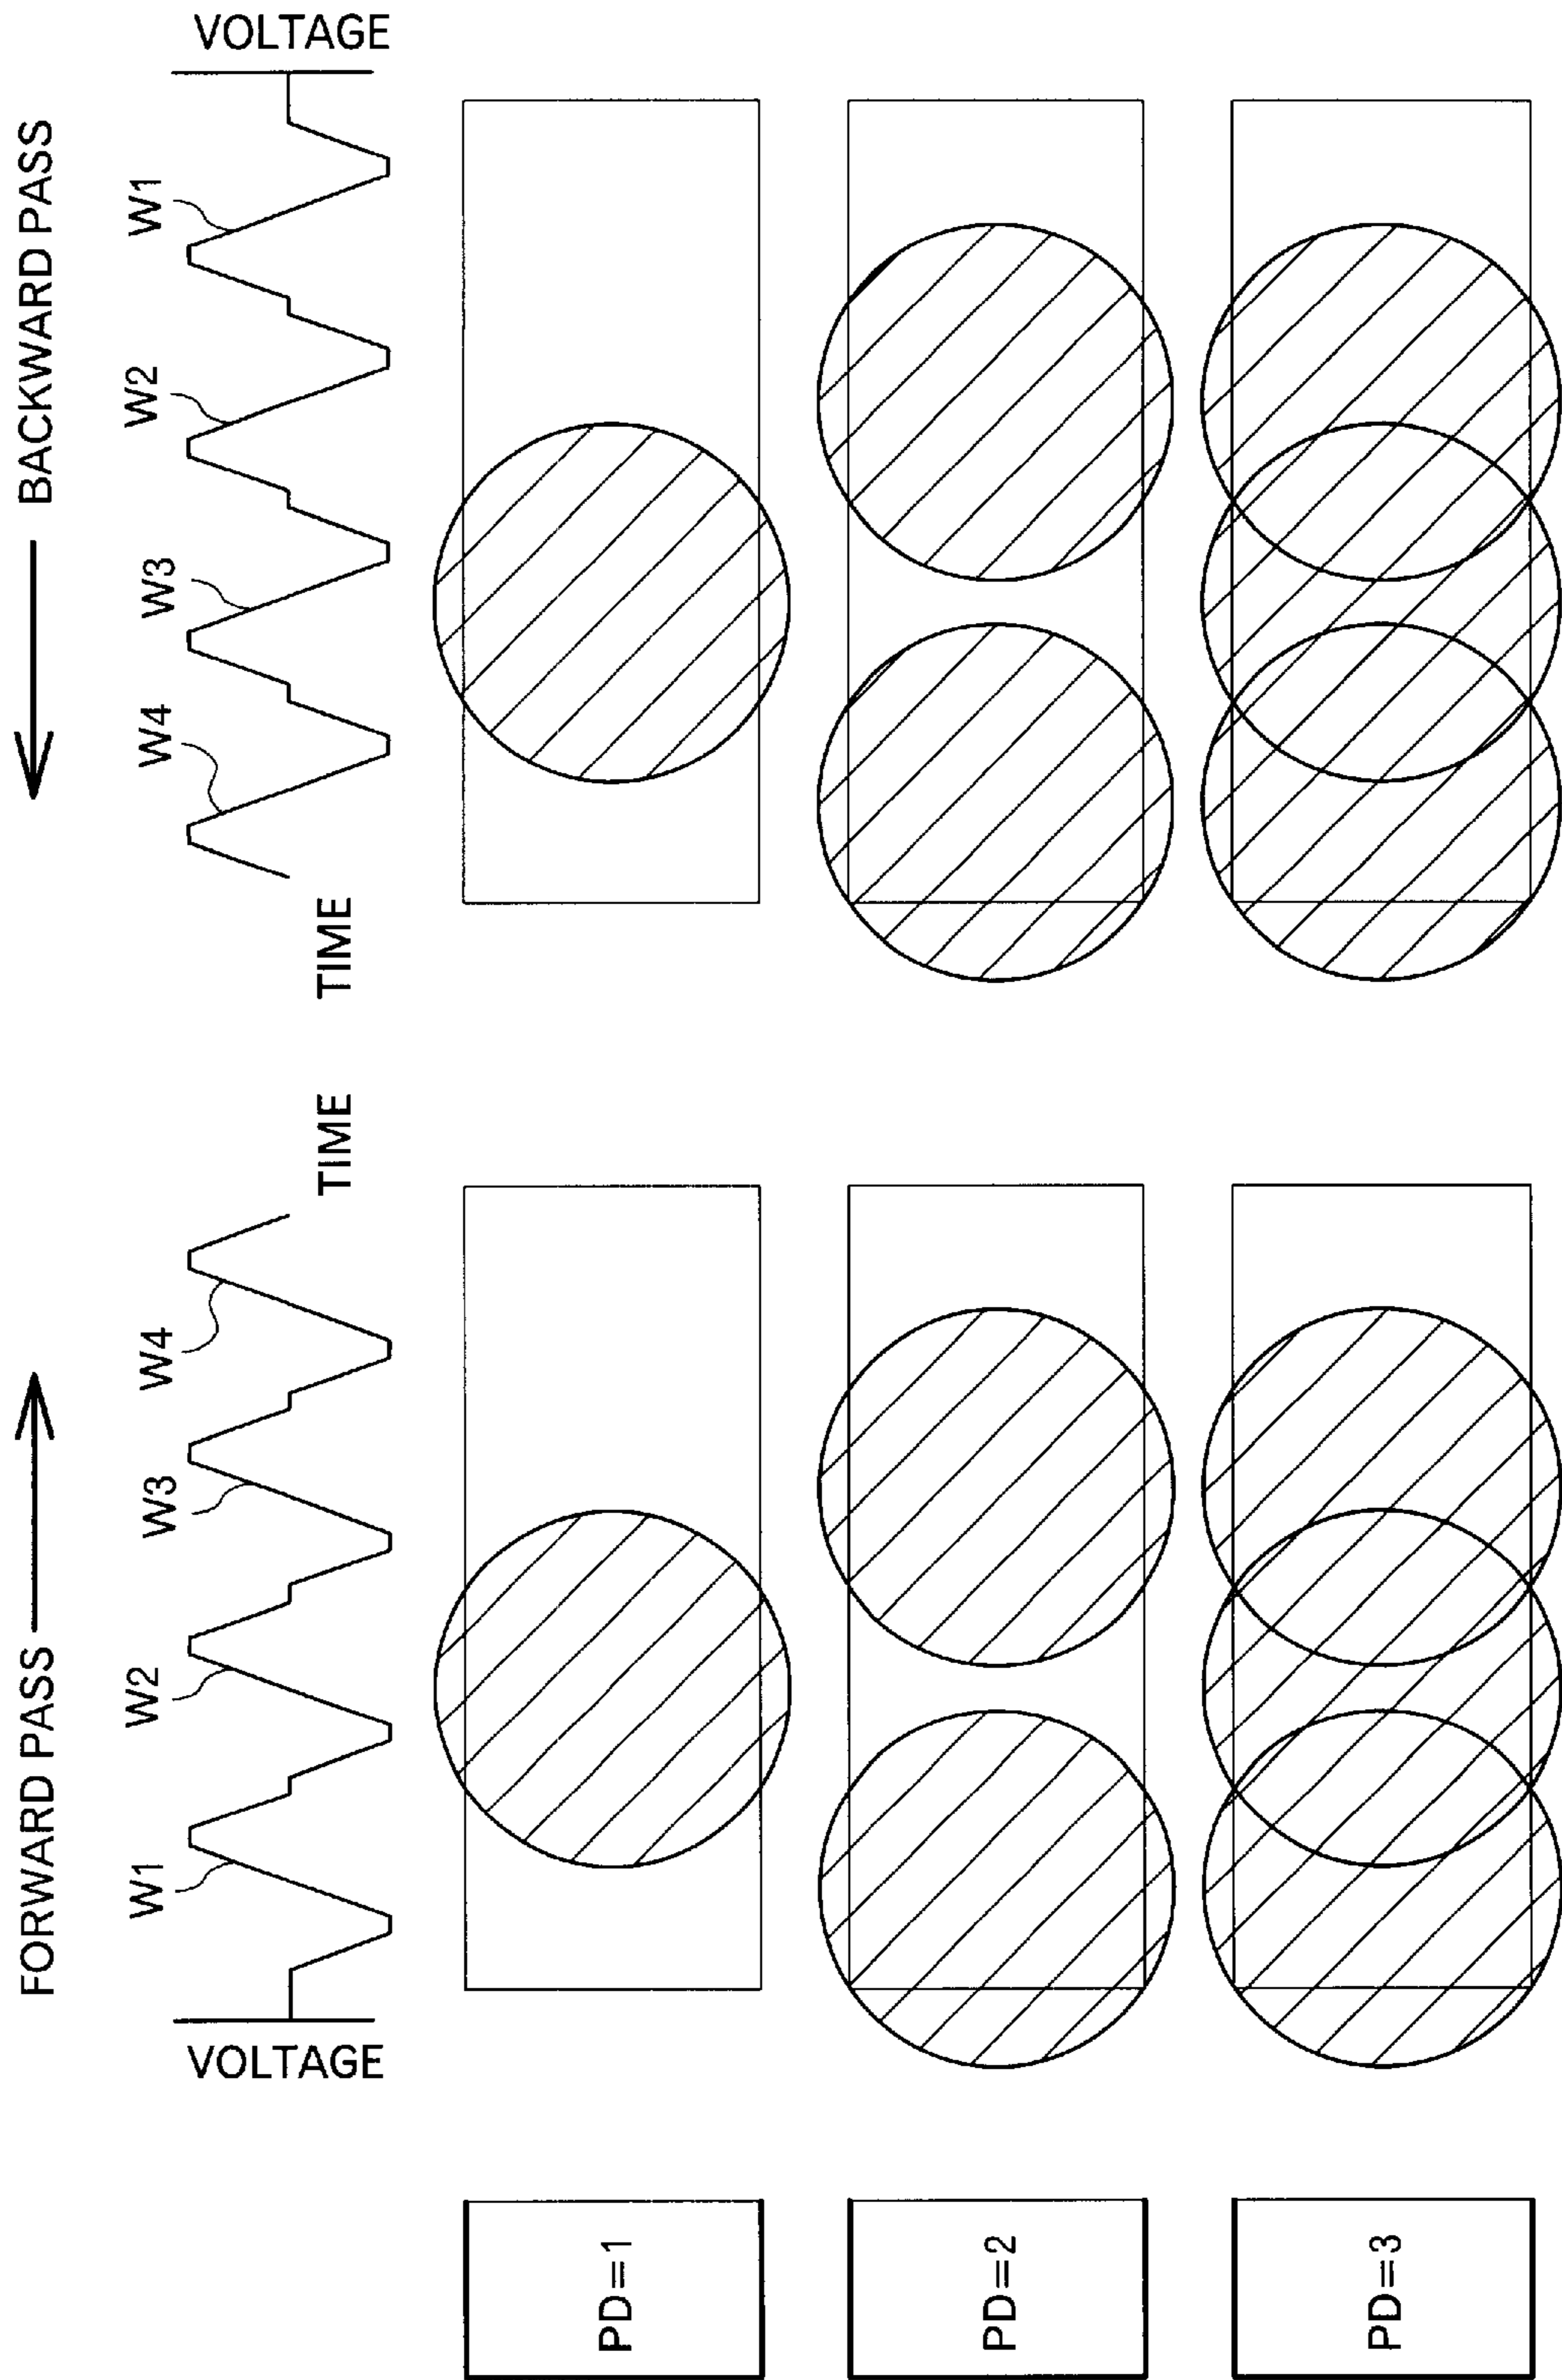 FORWARD PASS
BACKWARD PASS
W1
W2
W3
W4
W4
W3
W2
W1
VOLTAGE
TIME
TIME
VOLTAGE
PD=1
PD=2
PD=3